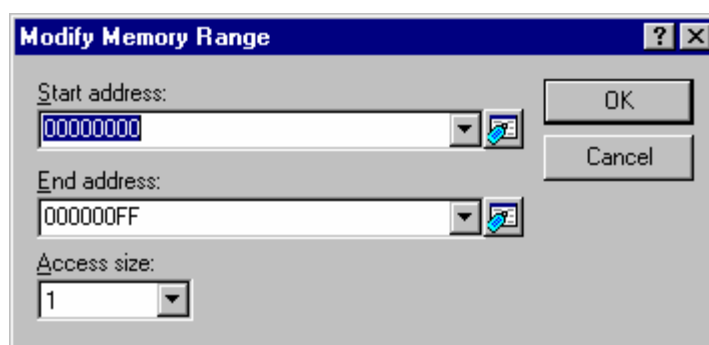 Modify Memory Range
Start address:
OK
00000000
Cancel
End address:
000000FF
Access size:
1